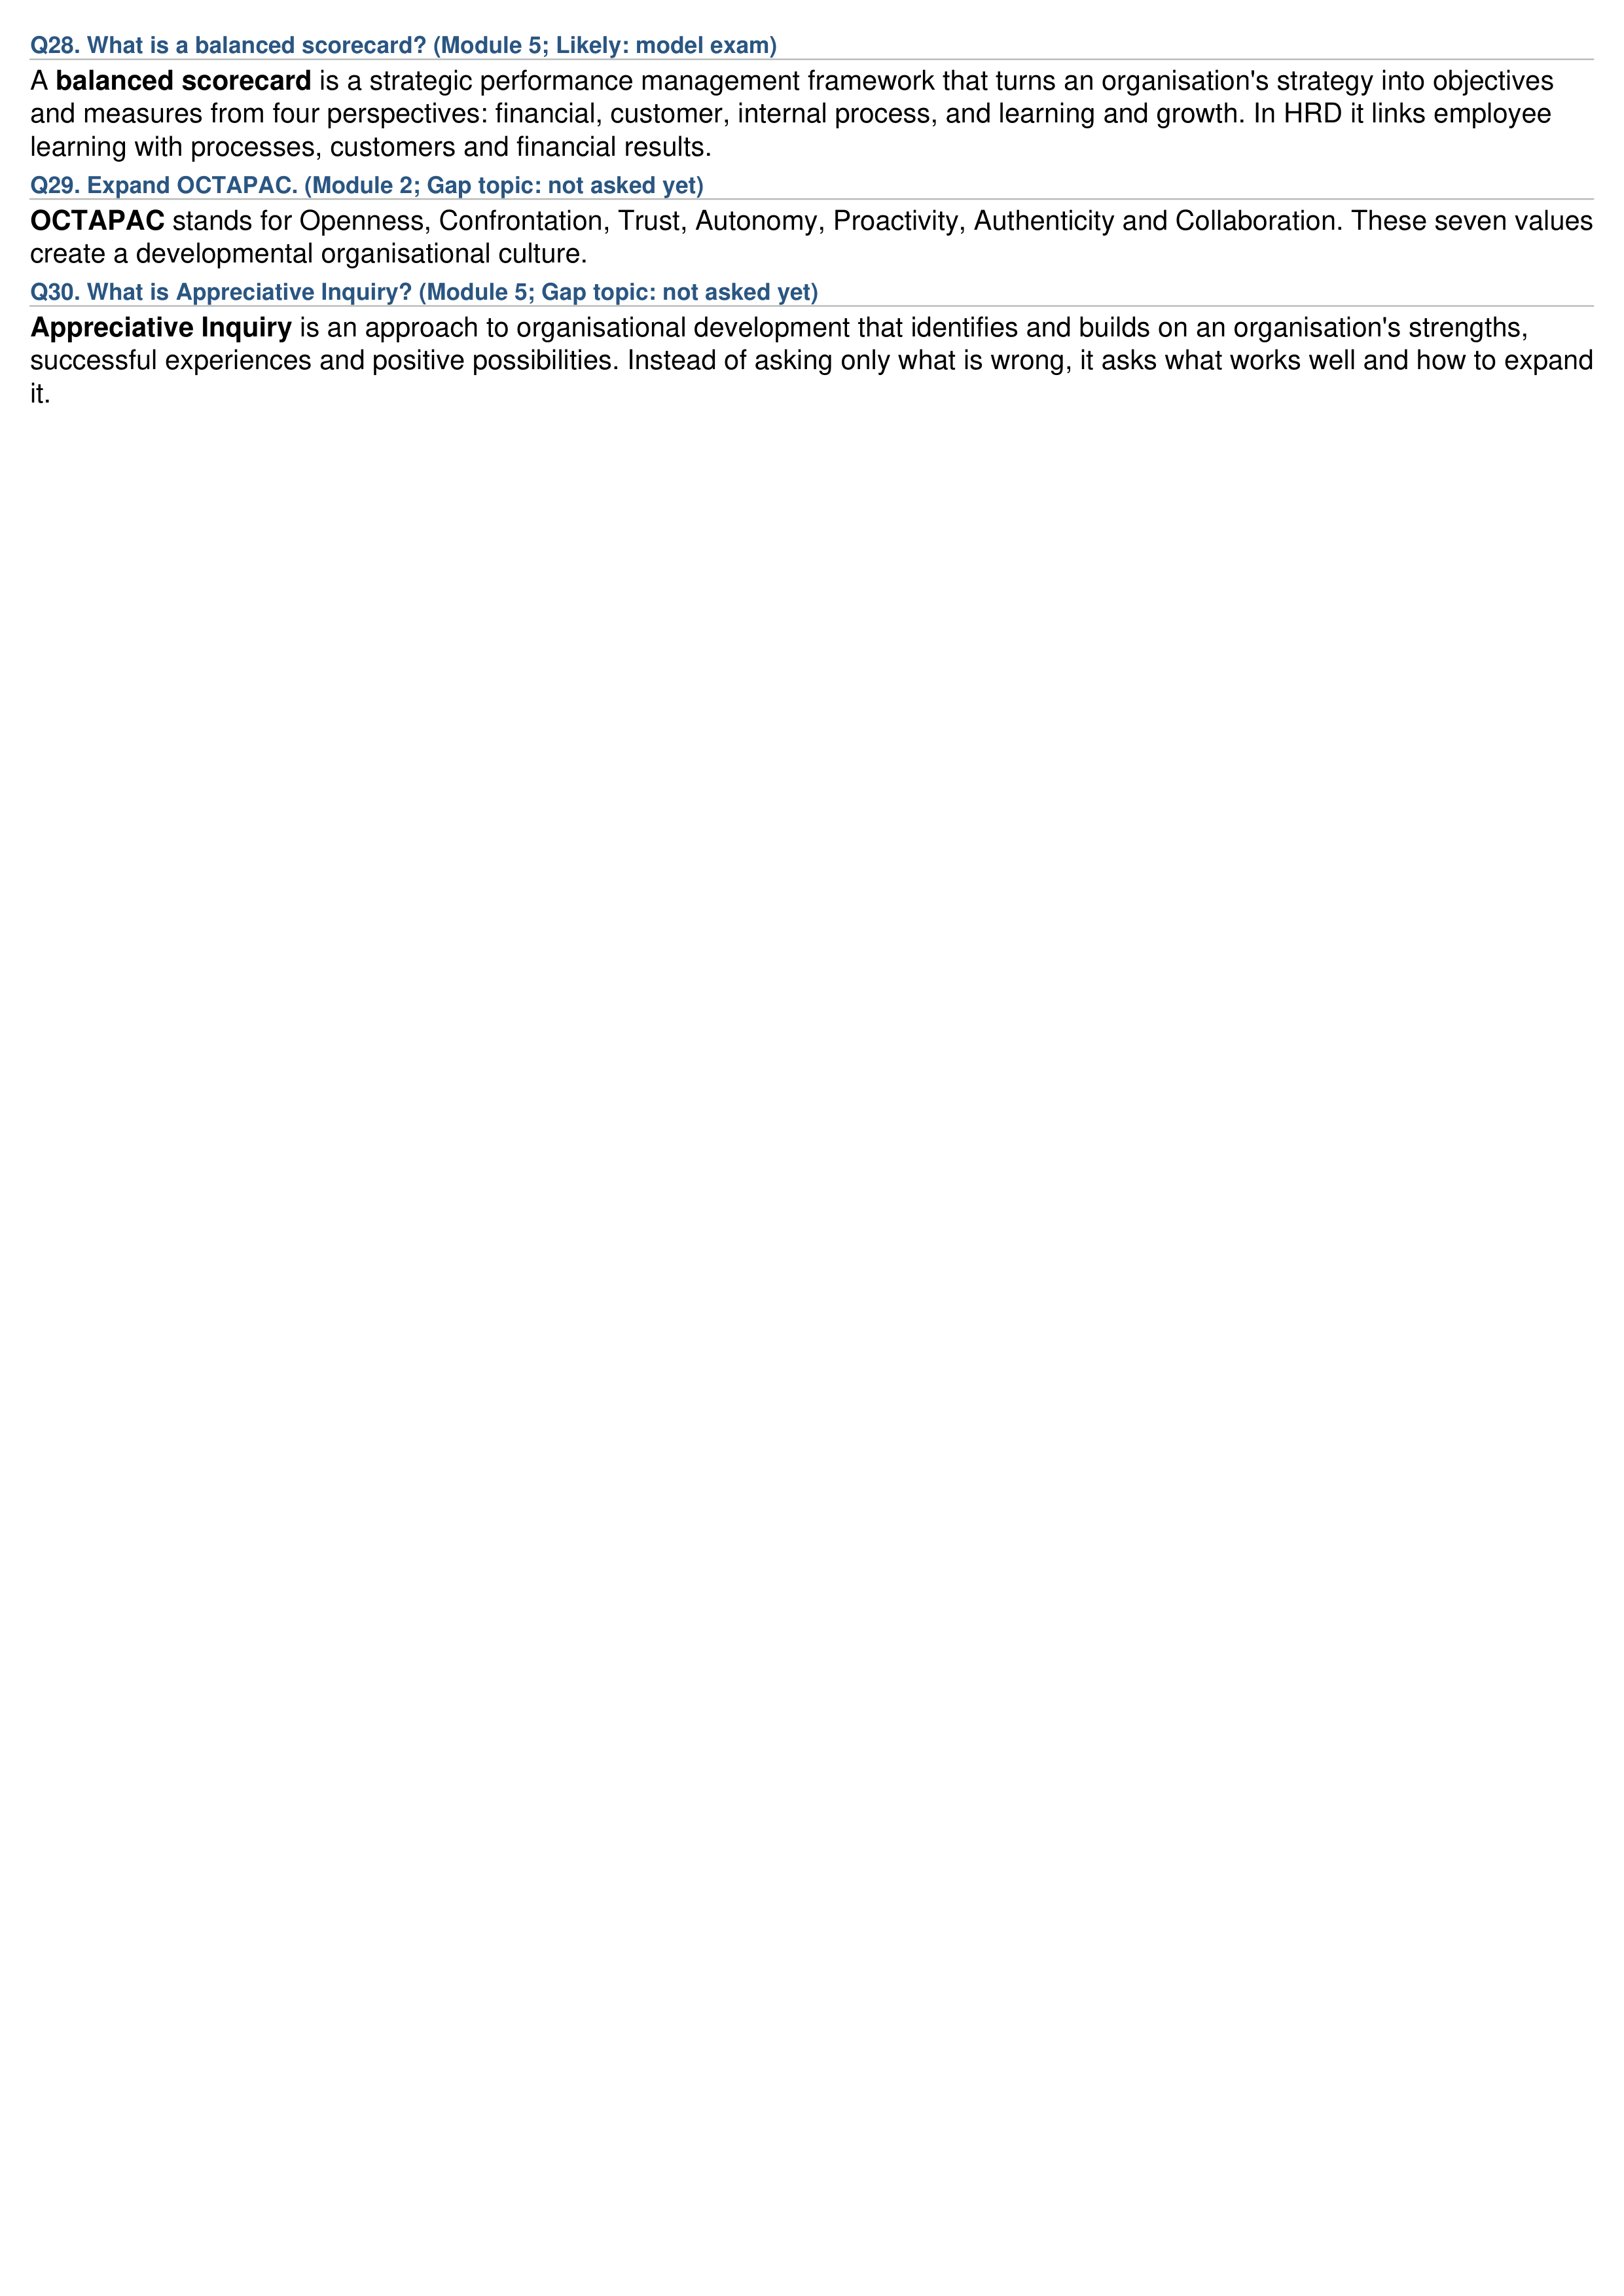 Q28. What is a balanced scorecard? (Module 5; Likely: model exam)
A balanced scorecard is a strategic performance management framework that turns an organisation's strategy into objectives
and measures from four perspectives: financial, customer, internal process, and learning and growth. In HRD it links employee
learning with processes, customers and financial results.
Q29. Expand OCTAPAC. (Module 2; Gap topic: not asked yet)
OCTAPAC stands for Openness, Confrontation, Trust, Autonomy, Proactivity, Authenticity and Collaboration. These seven values
create a developmental organisational culture.
Q30. What is Appreciative Inquiry? (Module 5; Gap topic: not asked yet)
Appreciative Inquiry is an approach to organisational development that identifies and builds on an organisation's strengths,
successful experiences and positive possibilities. Instead of asking only what is wrong, it asks what works well and how to expand
it.